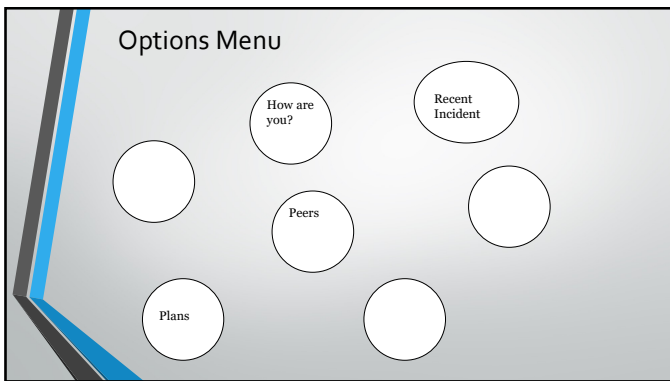 Options Menu
How are
you?
Recent
Incident
Peers
Plans